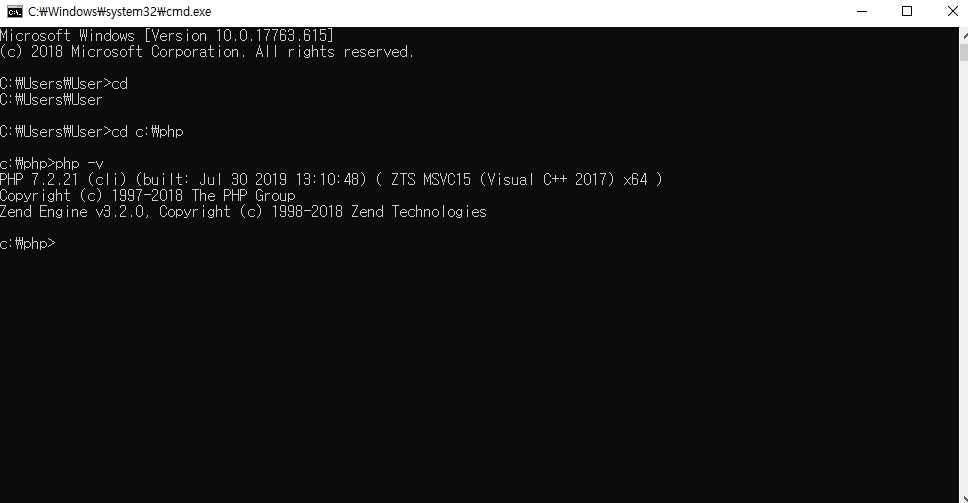 C:₩Windows₩system32₩cmd.exe
Microsoft Windows [Version 10.0.17763.615]
(c) 2018 Microsoft Corporation. All rights reserved.
C:₩Users₩User>cd
C:₩Users₩User
C:₩Users₩User>cd c:₩php
c:₩php>php -v
PHP 7.2.21 (cli) (built: Jul 30 2019 13:10:48) ( ZTS MSVC15 (Visual C++ 2017) x64 )
Copyright (c) 1997-2018 The PHP Group
Zend Engine v3.2.0, Copyright (c) 1998-2018 Zend Technologies
c:₩php>